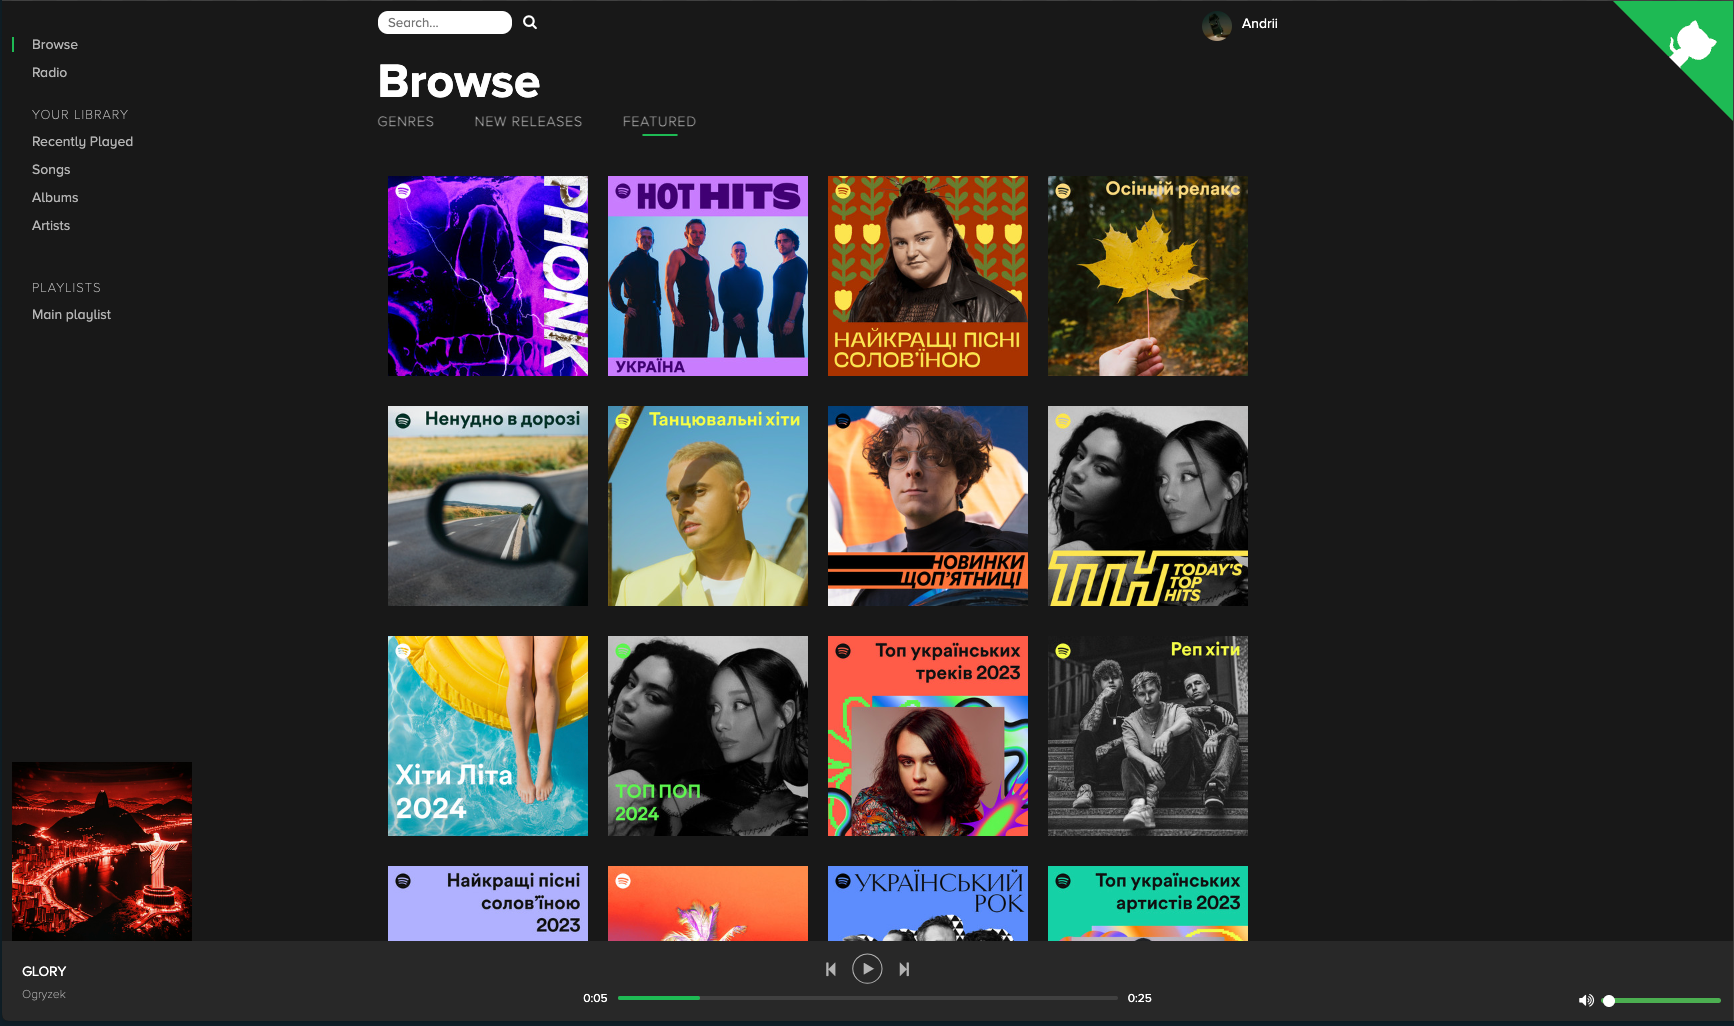 Search...
Andrii
Browse
Radio
YOUR LIBRARY
Recently Played
Songs
Albums
Artists
PLAYLISTS
Main playlist
Browse
GENRES
NEW RELEASES
FEATURED
PHONK
HOT HITS
УКРАЇНА
НАЙКРАЩІ ПІСНІ
СОЛОВ'ЇНОЮ
Осінній релакс
Ненудно в дорозі
Танцювальні хіти
НОВИНКИ
ЩОП'ЯТНИЦІ
TTH
TODAY'S
TOP
HITS
Хіти Літа
2024
ТОП ПОП
2024
Топ українських
треків 2023
Реп хіти
Найкращі пісні
солов'їною
2023
УКРАЇНСЬКИЙ
РОК
Топ українських
артистів 2023
GLORY
Ogryzek
0:05
0:25